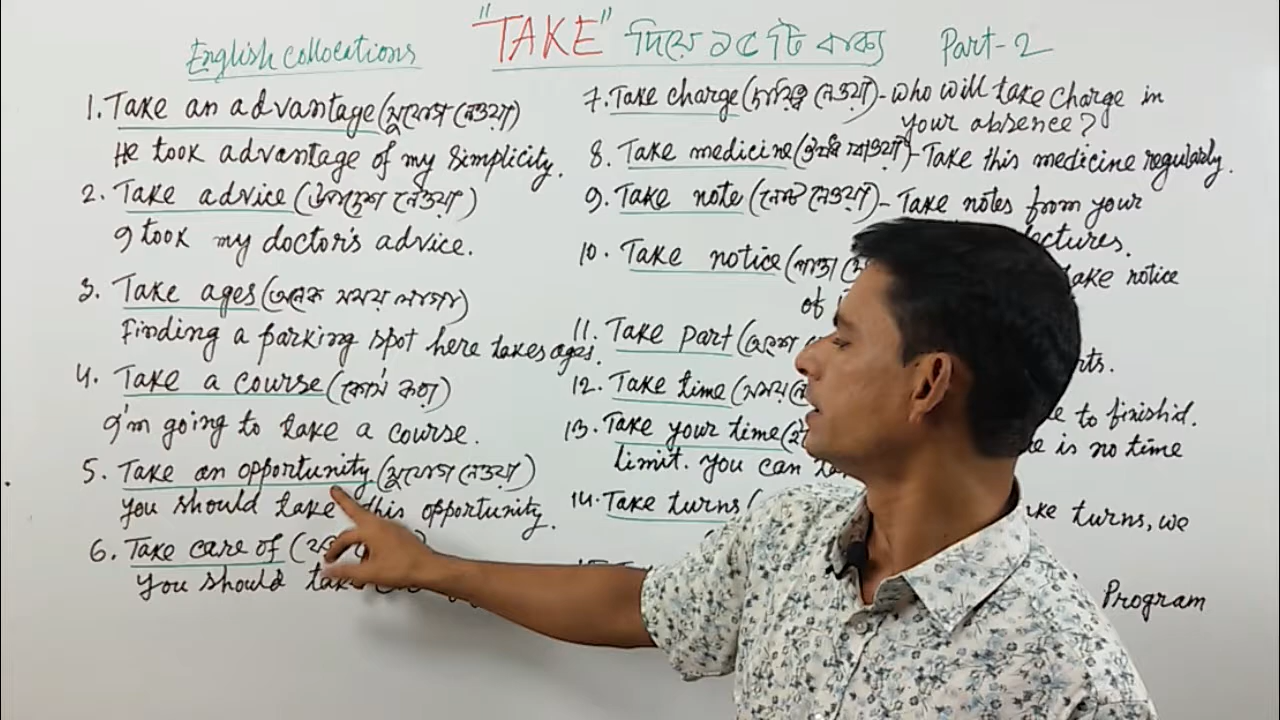 English collocations "TAKE" দিয়ে ১৫ টি বাক্য Part-2
1. Take an advantage (সুযোগ নেওয়া)
He took advantage of my simplicity.
2. Take advice (উপদেশ নেওয়া)
I took my doctor's advice.
3. Take ages (অনেক সময় লাগা)
Finding a parking spot here takes ages.
4. Take a course (কোর্স করা)
I'm going to take a course.
5. Take an opportunity (সুযোগ নেওয়া)
You should take this opportunity.
6. Take care of
You should
7. Take charge (দায়িত্ব নেওয়া) - Who will take charge in
your absence?
8. Take medicine (ঔষধ খাওয়া) - Take this medicine regularly.
9. Take note (নোট নেওয়া) - Take notes from your
lectures.
10. Take notice take notice
of
11. Take part
12. Take time (সময় to finishid.
13. Take your time is no time
limit. You can
14. Take turns take turns, we
Program